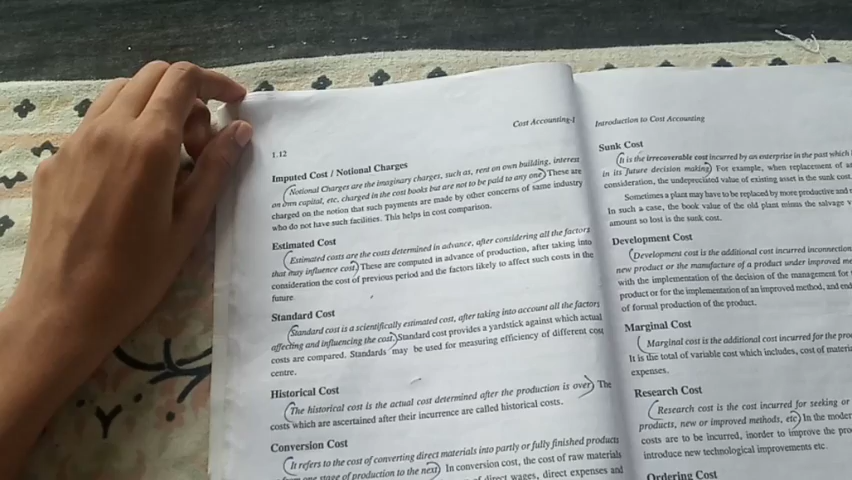 1.12
Cost Accounting-I
Imputed Cost / Notional Charges
Notional Charges are the imaginary charges, such as, rent on own building, interest
on own capital, etc, charged in the cost books but are not to be paid to any one. These are
charged on the notion that such payments are made by other concerns of same industry
who do not have such facilities. This helps in cost comparison.
Estimated Cost
Estimated costs are the costs determined in advance, after considering all the factors
that may influence cost. These are computed in advance of production, after taking into
consideration the cost of previous period and the factors likely to affect such costs in the
future.
Standard Cost
Standard cost is a scientifically estimated cost, after taking into account all the factors
affecting and influencing the cost. Standard cost provides a yardstick against which actual
costs are compared. Standards may be used for measuring efficiency of different cost
centre.
Historical Cost
The historical cost is the actual cost determined after the production is over. The
costs which are ascertained after their incurrence are called historical costs.
Conversion Cost
It refers to the cost of converting direct materials into partly or fully finished products
from one stage of production to the next. In conversion cost, the cost of raw materials
direct wages, direct expenses and
Introduction to Cost Accounting
Sunk Cost
It is the irrecoverable cost incurred by an enterprise in the past which
in its future decision making. For example, when replacement of
consideration, the undepreciated value of existing asset is the sunk cost.
Sometimes a plant may have to be replaced by more productive and
In such a case, the book value of the old plant minus the salvage
amount so lost is the sunk cost.
Development Cost
Development cost is the additional cost incurred inconnection
new product or the manufacture of a product under improved
with the implementation of the decision of the management for
product or for the implementation of an improved method, and
of formal production of the product.
Marginal Cost
Marginal cost is the additional cost incurred for the
It is the total of variable cost which includes, cost of
expenses.
Research Cost
Research cost is the cost incurred for seeking or
products, new or improved methods, etc. In the
costs are to be incurred, inorder to improve the
introduce new technological improvements etc.
Ordering Cost